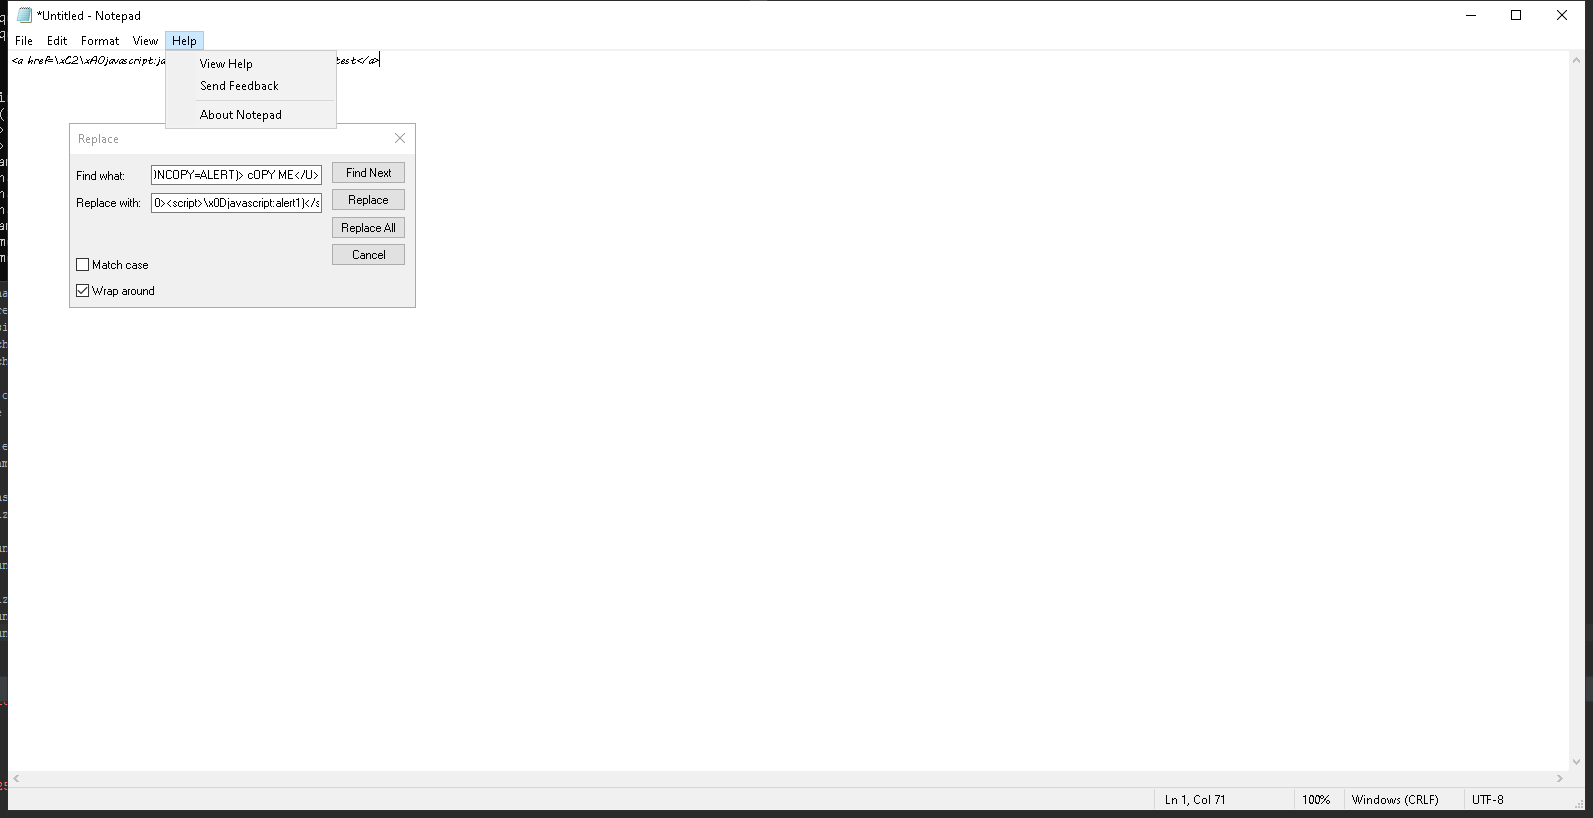 *Untitled - Notepad
File Edit Format View Help
<a href=\xC2\xA0javascript:ja test</a>
View Help
Send Feedback
About Notepad
Replace
Find what: )NCOPY=ALERT)> cOPY ME</U> Find Next
Replace with: 0><script>\x0Djavascript:alert1)</s Replace
Replace All
Cancel
Match case
Wrap around
Ln 1, Col 71 100% Windows (CRLF) UTF-8